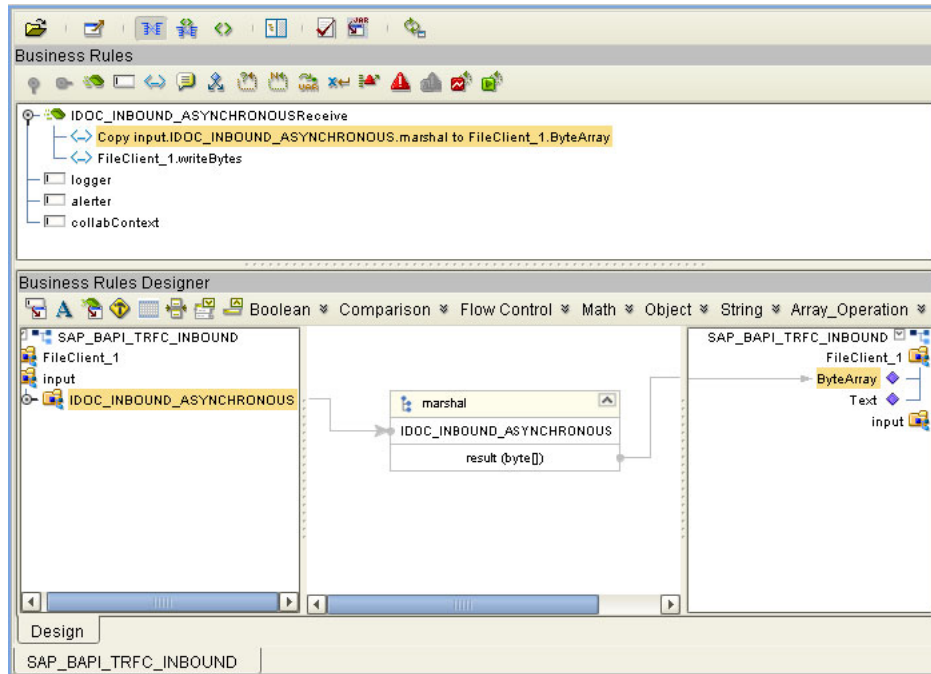 JAR
Business Rules
IDOC_INBOUND_ASYNCHRONOUSReceive
Copy input.IDOC_INBOUND_ASYNCHRONOUS.marshal to FileClient_1.ByteArray
FileClient_1.writeBytes
logger
alerter
collabContext
Business Rules Designer
A Boolean Comparison Flow Control Math Object String Array_Operation
SAP_BAPI_TRFC_INBOUND
FileClient_1
input
IDOC_INBOUND_ASYNCHRONOUS
marshal
IDOC_INBOUND_ASYNCHRONOUS
result (byte[])
SAP_BAPI_TRFC_INBOUND
FileClient_1
ByteArray
Text
input
Design
SAP_BAPI_TRFC_INBOUND